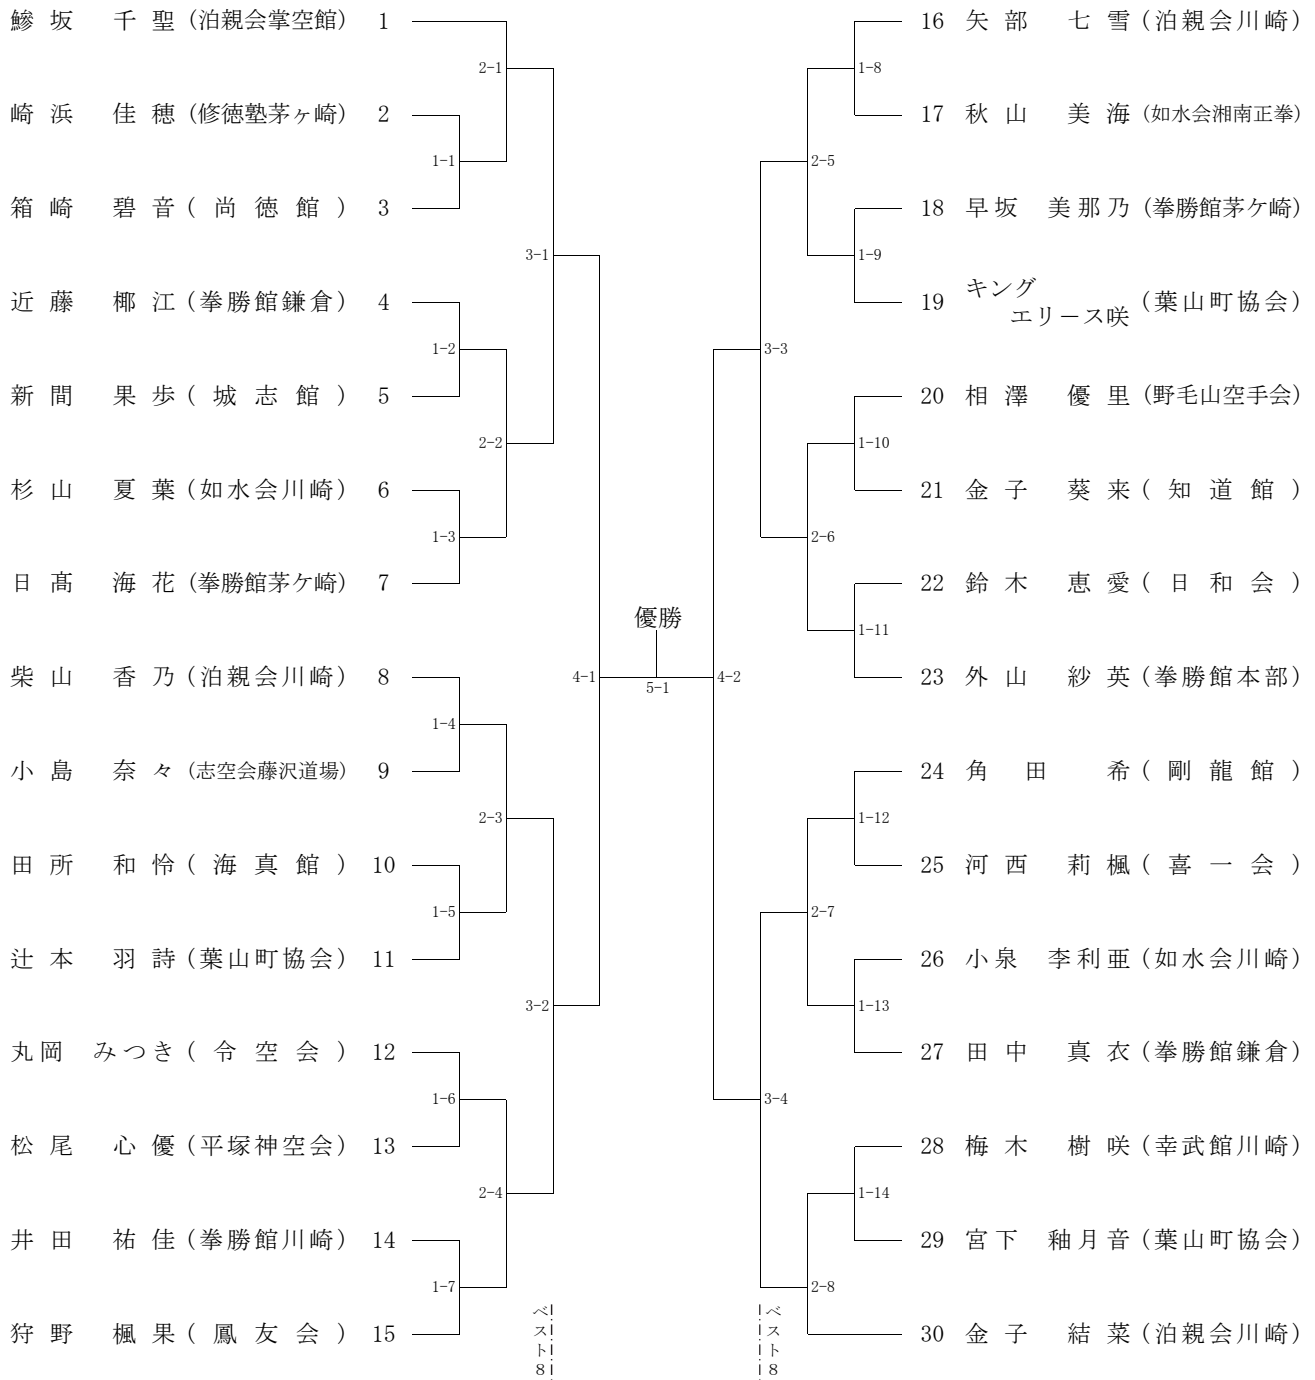 鰺坂 千聖 (泊親会掌空館) 1
2-1
崎浜 佳穂 (修徳塾茅ヶ崎) 2
1-1
箱崎 碧音 (尚徳館) 3
3-1
近藤 椰江 (拳勝館鎌倉) 4
1-2
新間 果歩 (城志館) 5
2-2
杉山 夏葉 (如水会川崎) 6
1-3
日髙 海花 (拳勝館茅ケ崎) 7
4-1
柴山 香乃 (泊親会川崎) 8
1-4
小島 奈々 (志空会藤沢道場) 9
2-3
田所 和怜 (海真館) 10
1-5
辻本 羽詩 (葉山町協会) 11
3-2
丸岡 みつき (令空会) 12
1-6
松尾 心優 (平塚神空会) 13
2-4
井田 祐佳 (拳勝館川崎) 14
1-7
狩野 楓果 (鳳友会) 15
ベスト8
優勝
5-1
16 矢部 七雪 (泊親会川崎)
1-8
17 秋山 美海 (如水会湘南正拳)
2-5
18 早坂 美那乃 (拳勝館茅ケ崎)
1-9
19 キング エリース咲 (葉山町協会)
3-3
20 相澤 優里 (野毛山空手会)
1-10
21 金子 葵来 (知道館)
2-6
22 鈴木 恵愛 (日和会)
1-11
23 外山 紗英 (拳勝館本部)
4-2
24 角田 希 (剛龍館)
1-12
25 河西 莉楓 (喜一会)
2-7
26 小泉 李利亜 (如水会川崎)
1-13
27 田中 真衣 (拳勝館鎌倉)
3-4
28 梅木 樹咲 (幸武館川崎)
1-14
29 宮下 釉月音 (葉山町協会)
2-8
30 金子 結菜 (泊親会川崎)
ベスト8